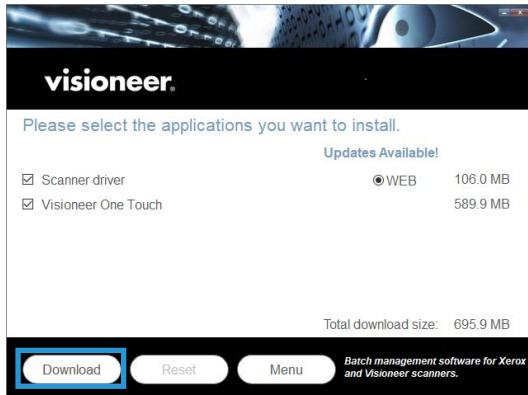 visioneer.
Please select the applications you want to install.
Updates Available!
Scanner driver WEB 106.0 MB
Visioneer One Touch 589.9 MB
Total download size: 695.9 MB
Download Reset Menu
Batch management software for Xerox
and Visioneer scanners.